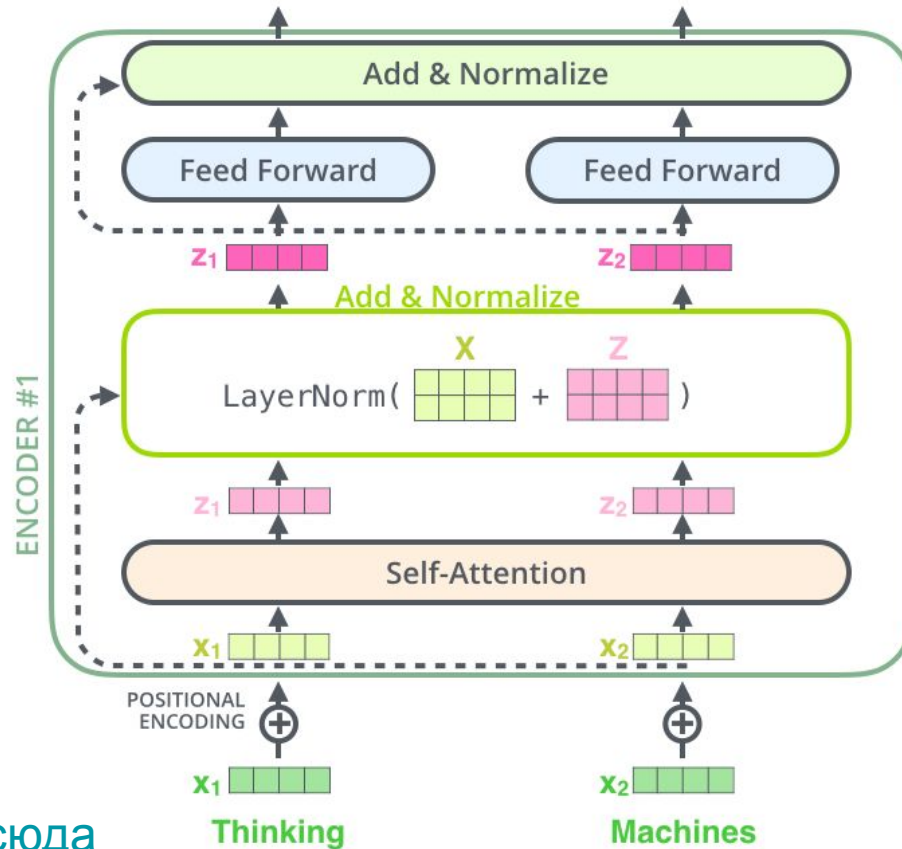 Add & Normalize
Feed Forward Feed Forward
z1 z2
Add & Normalize
X Z
LayerNorm( + )
ENCODER #1
z1 z2
Self-Attention
x1 x2
POSITIONAL
ENCODING
x1 x2
сюда Thinking Machines